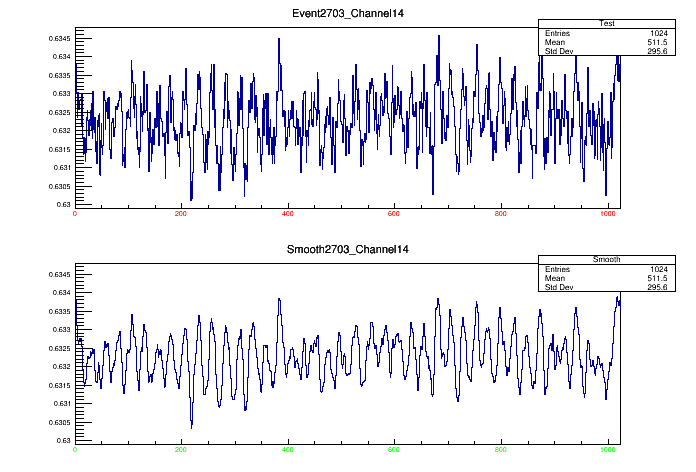 Event2703_Channel14
Test
Entries 1024
Mean 511.5
Std Dev 295.6
0.6345
0.634
0.6335
0.633
0.6325
0.632
0.6315
0.631
0.6305
0.63
0 200 400 600 800 1000
Smooth2703_Channel14
Smooth
Entries 1024
Mean 511.5
Std Dev 295.6
0.6345
0.634
0.6335
0.633
0.6325
0.632
0.6315
0.631
0.6305
0.63
0 200 400 600 800 1000